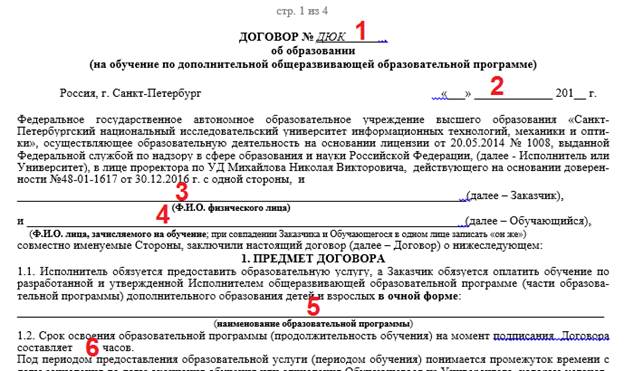 стр. 1 из 4
ДОГОВОР № ДЮК 1
об образовании
(на обучение по дополнительной общеразвивающей образовательной программе)
Россия, г. Санкт-Петербург «___» 2 ____________ 201__ г.
Федеральное государственное автономное образовательное учреждение высшего образования «Санкт-
Петербургский национальный исследовательский университет информационных технологий, механики и опти-
ки», осуществляющее образовательную деятельность на основании лицензии от 20.05.2014 № 1008, выданной
Федеральной службой по надзору в сфере образования и науки Российской Федерации, (далее - Исполнитель или
Университет), в лице проректора по УД Михайлова Николая Викторовича, действующего на основании доверен-
ности №48-01-1617 от 30.12.2016 г. с одной стороны, и
3 (далее – Заказчик),
(Ф.И.О. физического лица)
и 4 (далее – Обучающийся),
(Ф.И.О. лица, зачисляемого на обучение; при совпадении Заказчика и Обучающегося в одном лице записать «он же»)
совместно именуемые Стороны, заключили настоящий договор (далее – Договор) о нижеследующем:
1. ПРЕДМЕТ ДОГОВОРА
1.1. Исполнитель обязуется предоставить образовательную услугу, а Заказчик обязуется оплатить обучение по
разработанной и утвержденной Исполнителем общеразвивающей образовательной программе (части образова-
тельной программы) дополнительного образования детей и взрослых в очной форме:
5
(наименование образовательной программы)
1.2. Срок освоения образовательной программы (продолжительность обучения) на момент подписания Договора
составляет 6 часов.
Под периодом предоставления образовательной услуги (периодом обучения) понимается промежуток времени с